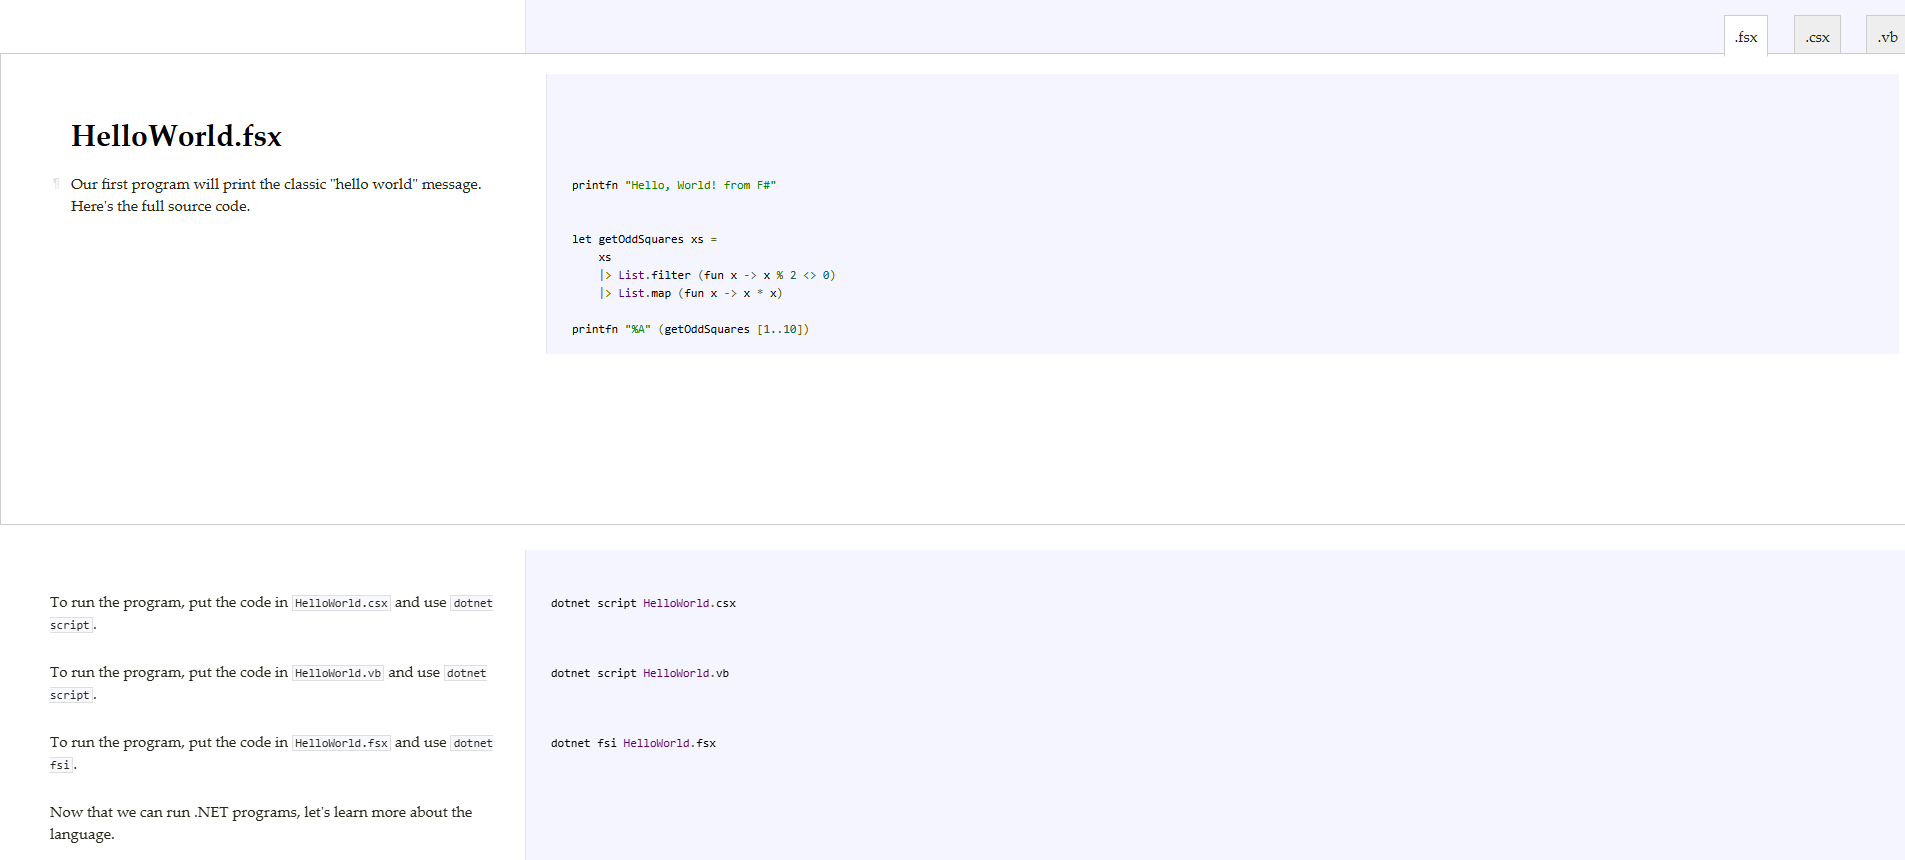 .fsx .csx .vb
HelloWorld.fsx
¶ Our first program will print the classic "hello world" message.
Here's the full source code.
printfn "Hello, World! from F#"
let getOddSquares xs =
    xs
    |> List.filter (fun x -> x % 2 <> 0)
    |> List.map (fun x -> x * x)
printfn "%A" (getOddSquares [1..10])
To run the program, put the code in HelloWorld.csx and use dotnet
script.
dotnet script HelloWorld.csx
To run the program, put the code in HelloWorld.vb and use dotnet
script.
dotnet script HelloWorld.vb
To run the program, put the code in HelloWorld.fsx and use dotnet
fsi.
dotnet fsi HelloWorld.fsx
Now that we can run .NET programs, let's learn more about the
language.